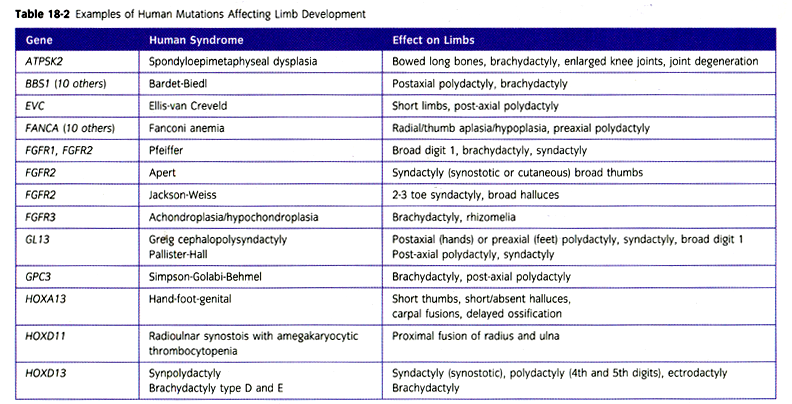 Table 18-2 Examples of Human Mutations Affecting Limb Development
Gene Human Syndrome Effect on Limbs
ATPSK2 Spondyloepimetaphyseal dysplasia Bowed long bones, brachydactyly, enlarged knee joints, joint degeneration
BBS1 (10 others) Bardet-Biedl Postaxial polydactyly, brachydactyly
EVC Ellis-van Creveld Short limbs, post-axial polydactyly
FANCA (10 others) Fanconi anemia Radial/thumb aplasia/hypoplasia, preaxial polydactyly
FGFR1, FGFR2 Pfeiffer Broad digit 1, brachydactyly, syndactyly
FGFR2 Apert Syndactyly (synostotic or cutaneous) broad thumbs
FGFR2 Jackson-Weiss 2-3 toe syndactyly, broad halluces
FGFR3 Achondroplasia/hypochondroplasia Brachydactyly, rhizomelia
GL13 Greig cephalopolysyndactyly Postaxial (hands) or preaxial (feet) polydactyly, syndactyly, broad digit 1
Pallister-Hall Post-axial polydactyly, syndactyly
GPC3 Simpson-Golabi-Behmel Brachydactyly, post-axial polydactyly
HOXA13 Hand-foot-genital Short thumbs, short/absent halluces,
carpal fusions, delayed ossification
HOXD11 Radioulnar synostois with amegakaryocytic Proximal fusion of radius and ulna
thrombocytopenia
HOXD13 Synpolydactyly Syndactyly (synostotic), polydactyly (4th and 5th digits), ectrodactyly
Brachydactyly type D and E Brachydactyly